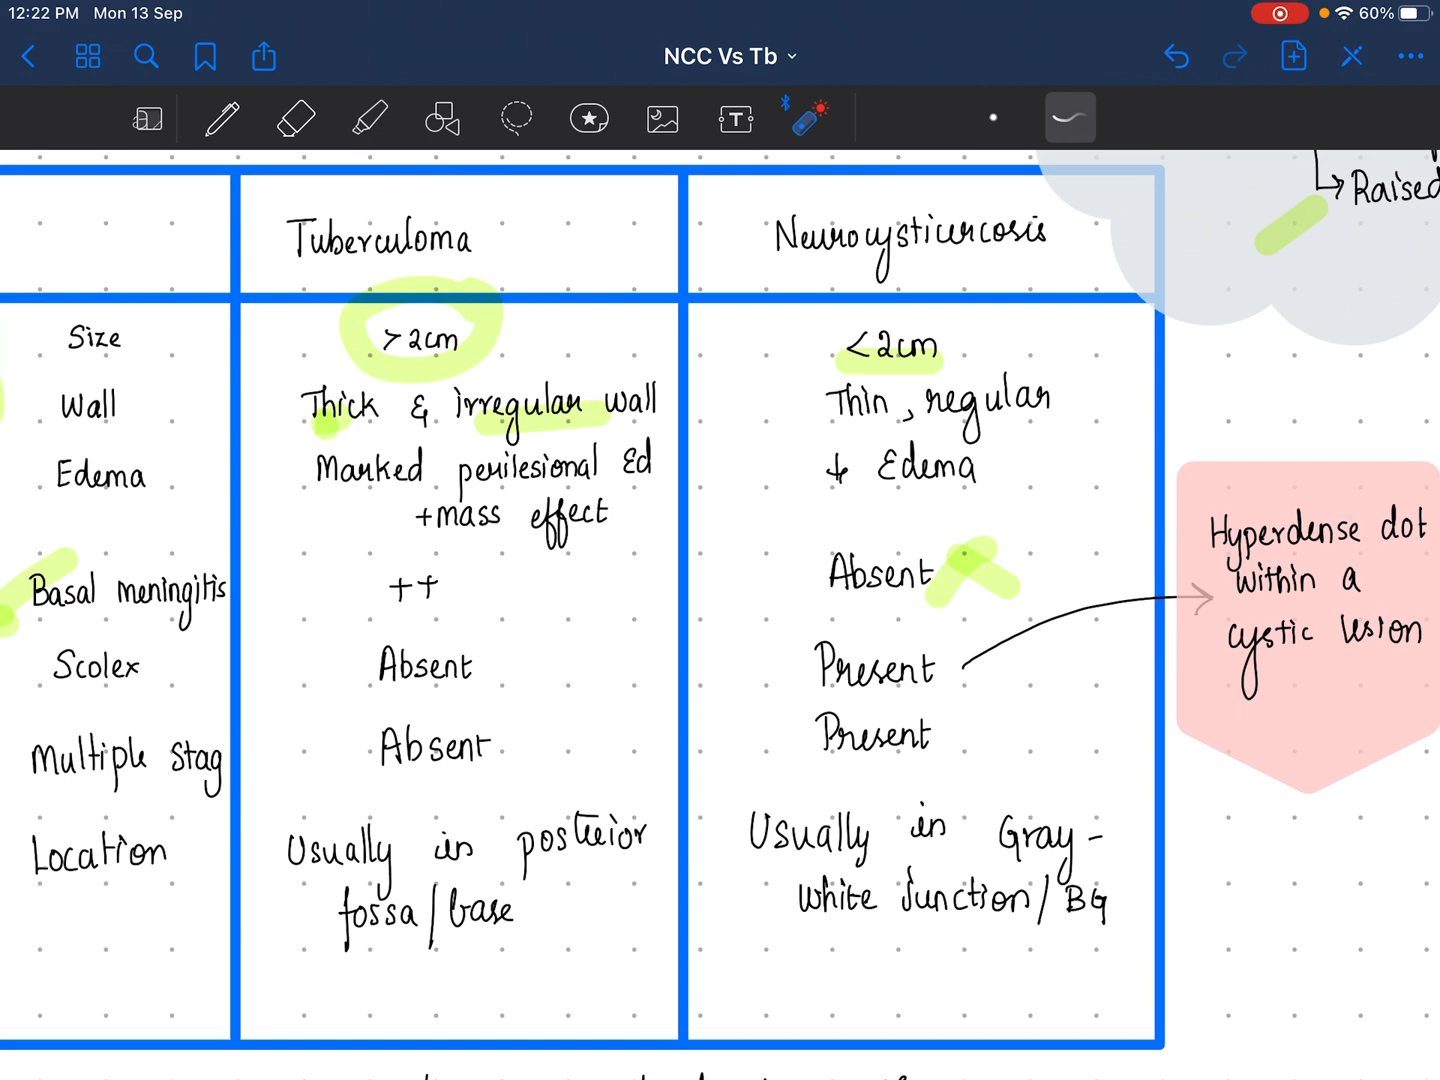 12:22 PM Mon 13 Sep
60%
NCC Vs Tb
T
Raised
Tuberculoma
Neurocysticercosis
Size
>2cm
<2cm
Wall
Thick & irregular wall
Thin, regular
Edema
Marked perilesional Ed
+mass effect
↓ Edema
Basal meningitis
++
Absent
Scolex
Absent
Present
Multiple Stag
Absent
Present
Location
Usually in posterior
fossa/base
Usually in Gray-
white junction/BG
Hyperdense dot
within a
cystic lesion